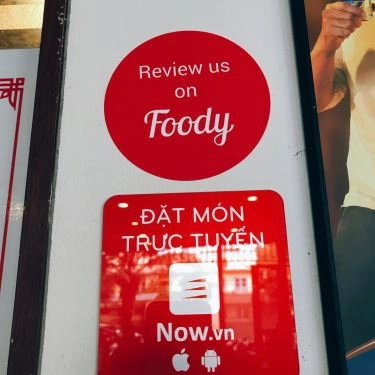 Review us
on
Foody
ĐẶT MÓN
TRỰC TUYẾN
Now.vn